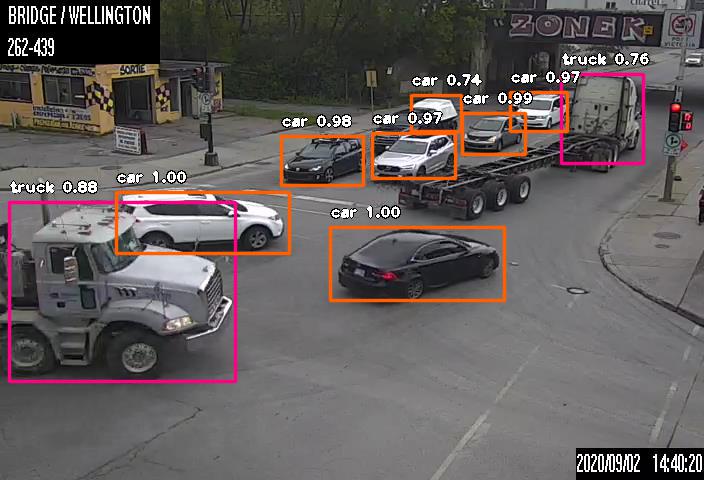 BRIDGE / WELLINGTON
262-439
ZONEK
SORTIE
truck 0.76
car 0.74
car 0.97
car 0.99
car 0.98
car 0.97
truck 0.88
car 1.00
car 1.00
2020/09/02 14:40:20